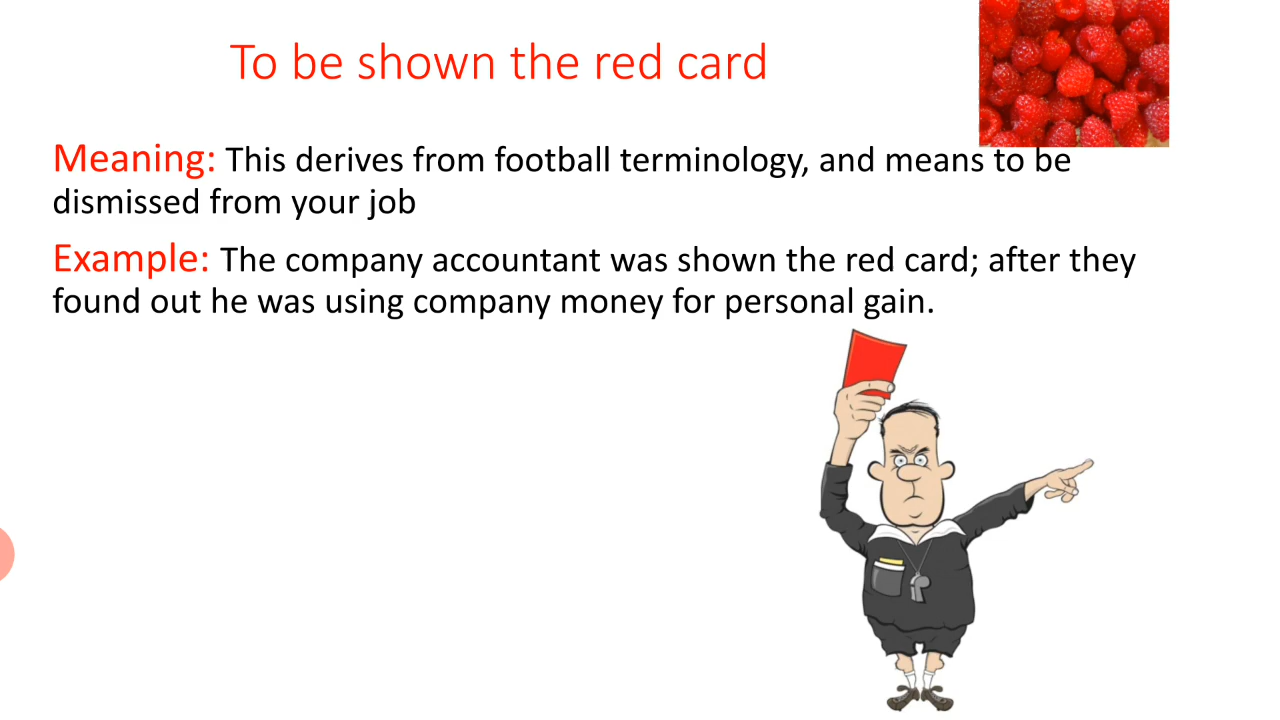 To be shown the red card
Meaning: This derives from football terminology, and means to be
dismissed from your job
Example: The company accountant was shown the red card; after they
found out he was using company money for personal gain.